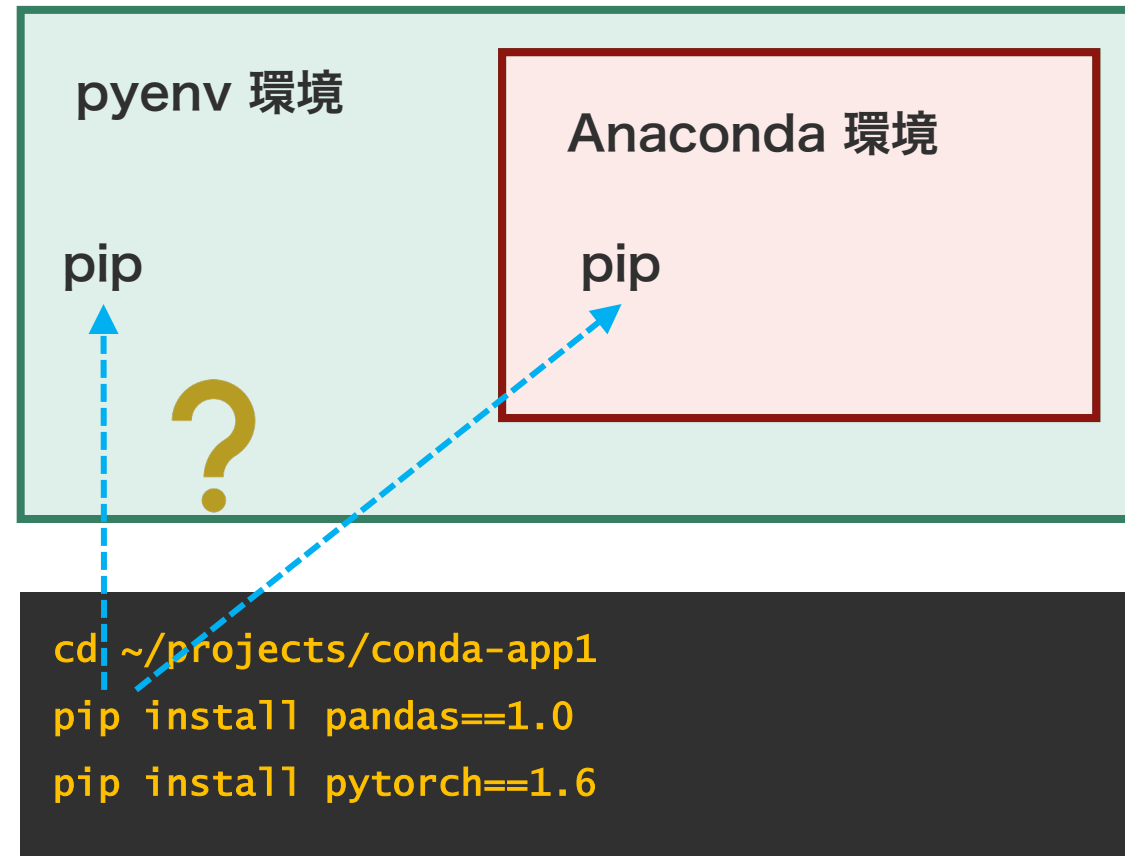 pyenv 環境
Anaconda 環境
pip
pip
?
cd ~/projects/conda-app1
pip install pandas==1.0
pip install pytorch==1.6